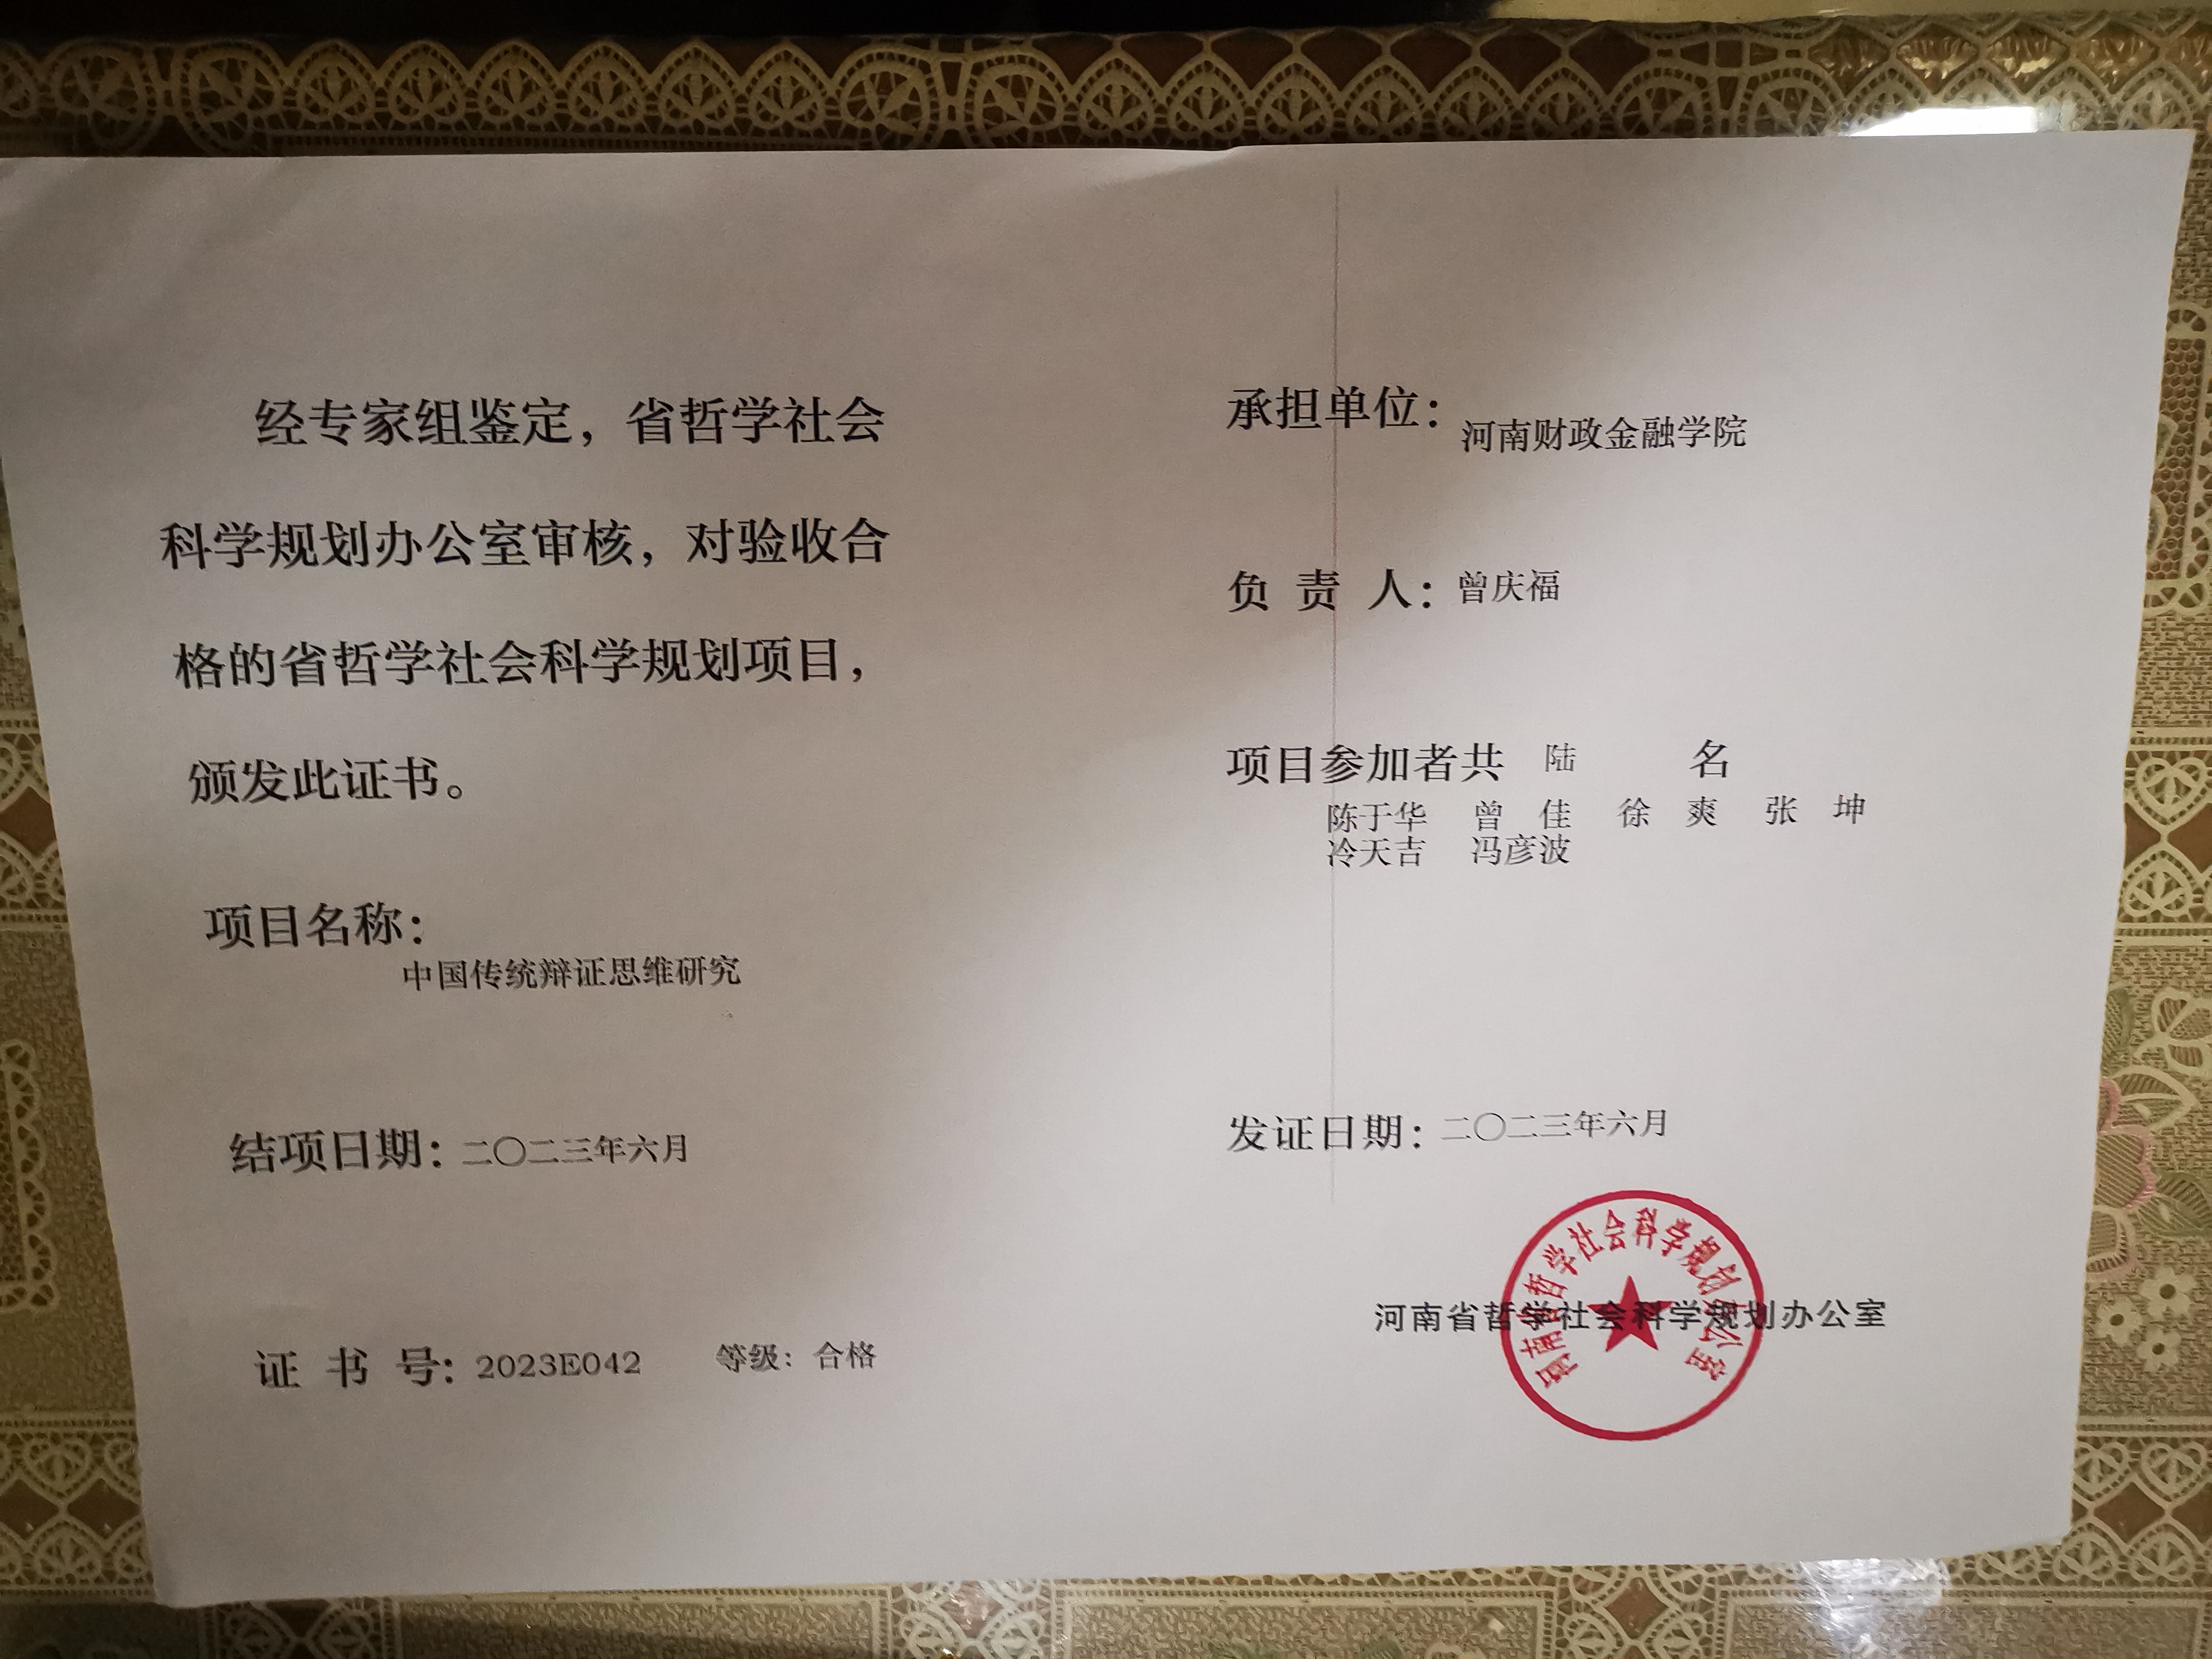 经专家组鉴定，省哲学社会
科学规划办公室审核，对验收合
格的省哲学社会科学规划项目，
颁发此证书。
项目名称：
中国传统辩证思维研究
结项日期：二〇二三年六月
证 书 号：2023E042 等级：合格
承担单位：河南财政金融学院
负 责 人：曾庆福
项目参加者共 陆 名
陈于华 曾 佳 徐 爽 张 坤
冷天吉 冯彦波
发证日期：二〇二三年六月
河南省哲学社会科学规划办公室
河南省哲学社会科学规划办公室